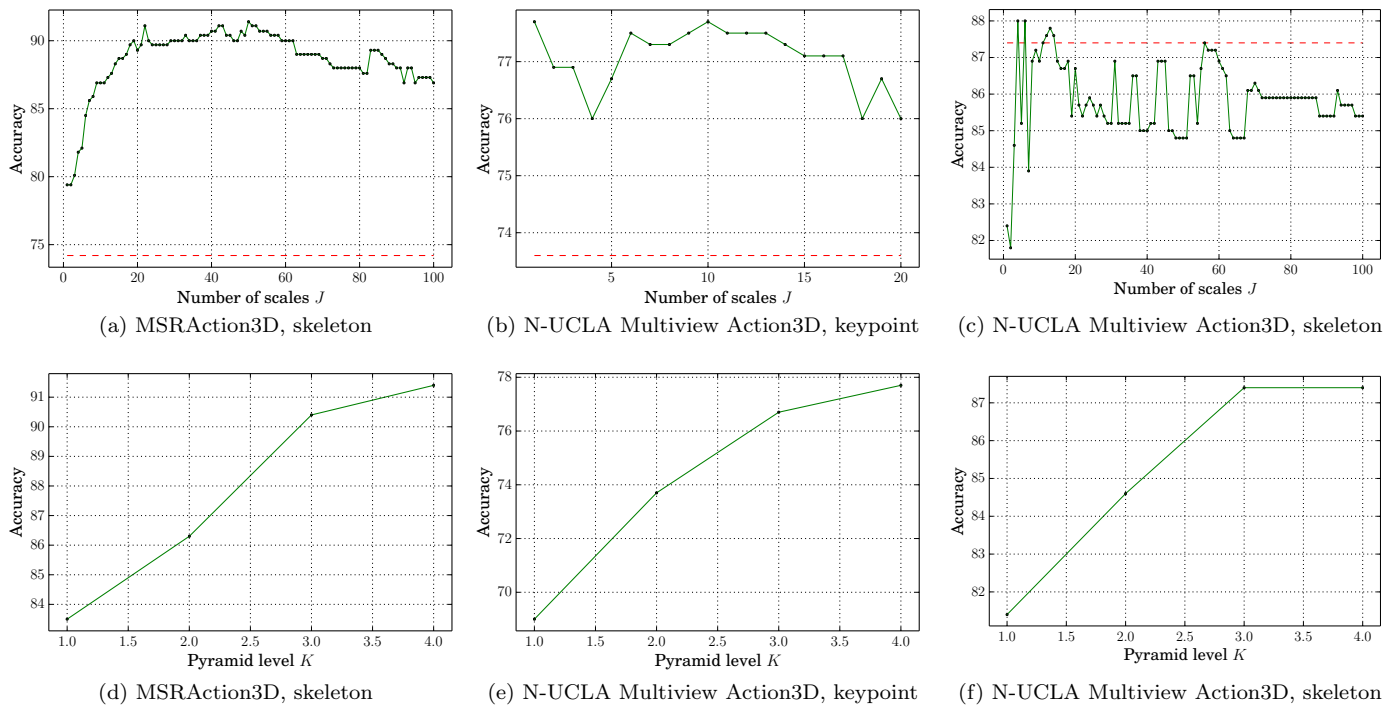 Accuracy
90
85
80
75
0 20 40 60 80 100
Number of scales J
(a) MSRAction3D, skeleton
Accuracy
77
76
75
74
5 10 15 20
Number of scales J
(b) N-UCLA Multiview Action3D, keypoint
Accuracy
88
87
86
85
84
83
82
0 20 40 60 80 100
Number of scales J
(c) N-UCLA Multiview Action3D, skeleton
Accuracy
91
90
89
88
87
86
85
84
1.0 1.5 2.0 2.5 3.0 3.5 4.0
Pyramid level K
(d) MSRAction3D, skeleton
Accuracy
78
76
74
72
70
1.0 1.5 2.0 2.5 3.0 3.5 4.0
Pyramid level K
(e) N-UCLA Multiview Action3D, keypoint
Accuracy
87
86
85
84
83
82
1.0 1.5 2.0 2.5 3.0 3.5 4.0
Pyramid level K
(f) N-UCLA Multiview Action3D, skeleton